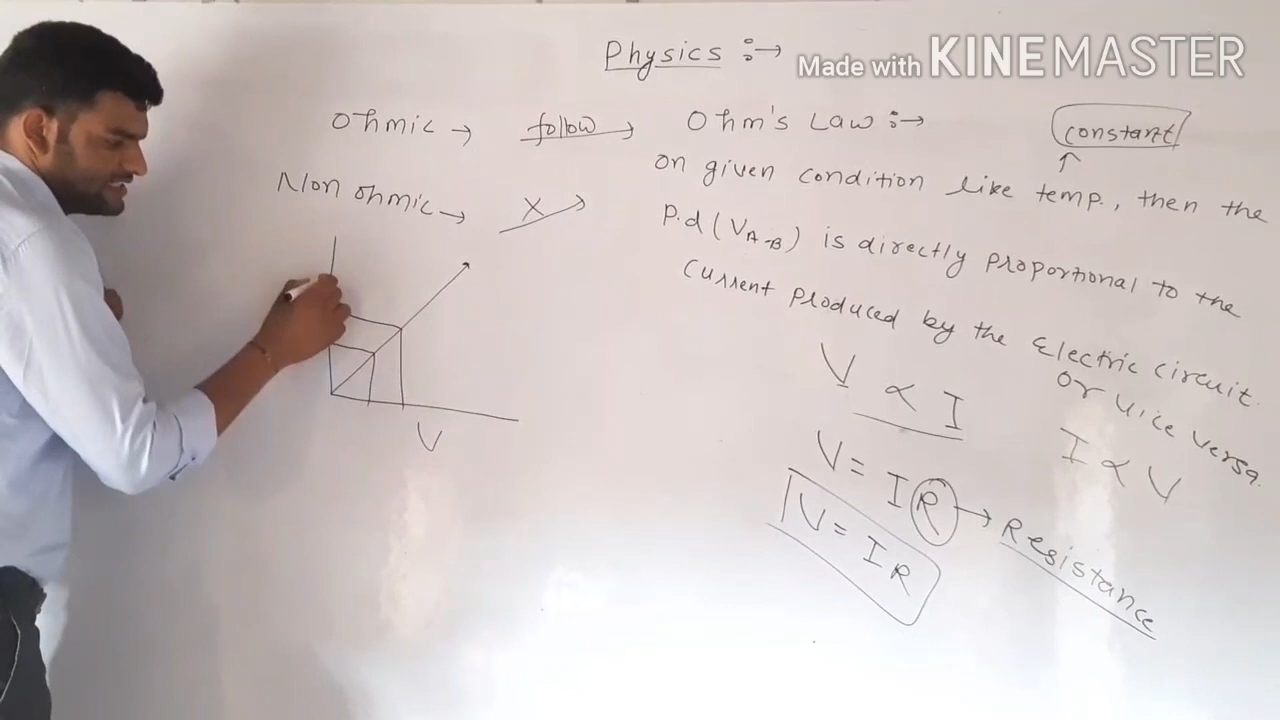 Physics :→
Made with KINEMASTER
Ohmic → follow → Ohm's Law :→
constant
Non ohmic → X →
on given condition like temp., then the
P.d (VA-B) is directly proportional to the
current produced by the Electric circuit.
or vice versa.
V ∝ I
I ∝ V
V = IR → Resistance
V = IR
V